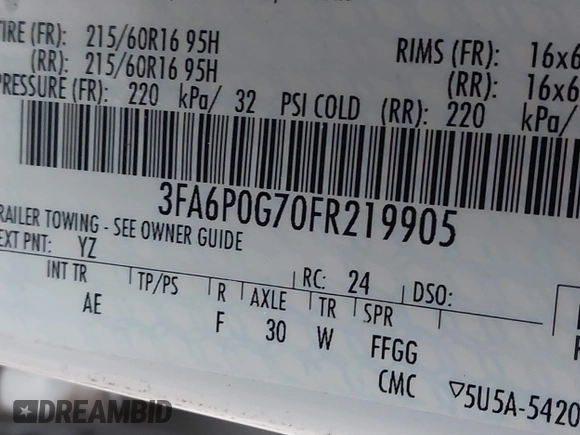 TIRE (FR): 215/60R16 95H RIMS (FR): 16x6
(RR): 215/60R16 95H (RR): 16x6
PRESSURE (FR): 220 kPa/ 32 PSI COLD (RR): 220 kPa/
3FA6P0G70FR219905
TRAILER TOWING - SEE OWNER GUIDE
EXT PNT: YZ RC: 24 DSO:
INT TR TP/PS R AXLE TR SPR
AE F 30 W FFGG
CMC ▽5U5A-5420
DREAMBID